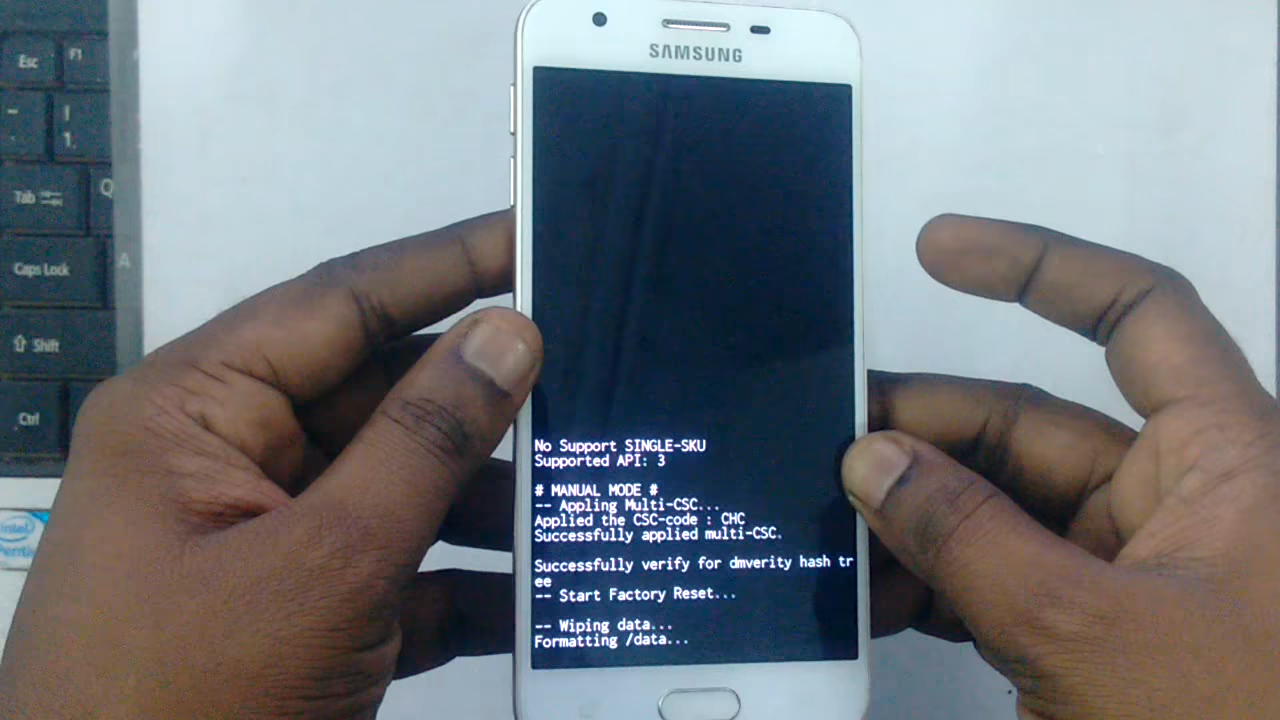 Esc
F1
-
!
1
Tab
Q
Caps Lock
A
Shift
Ctrl
intel
SAMSUNG
No Support SINGLE-SKU
Supported API: 3
# MANUAL MODE #
-- Appling Multi-CSC...
Applied the CSC-code : CHC
Successfully applied multi-CSC.
Successfully verify for dmverity hash tr
ee
-- Start Factory Reset...
-- Wiping data...
Formatting /data...